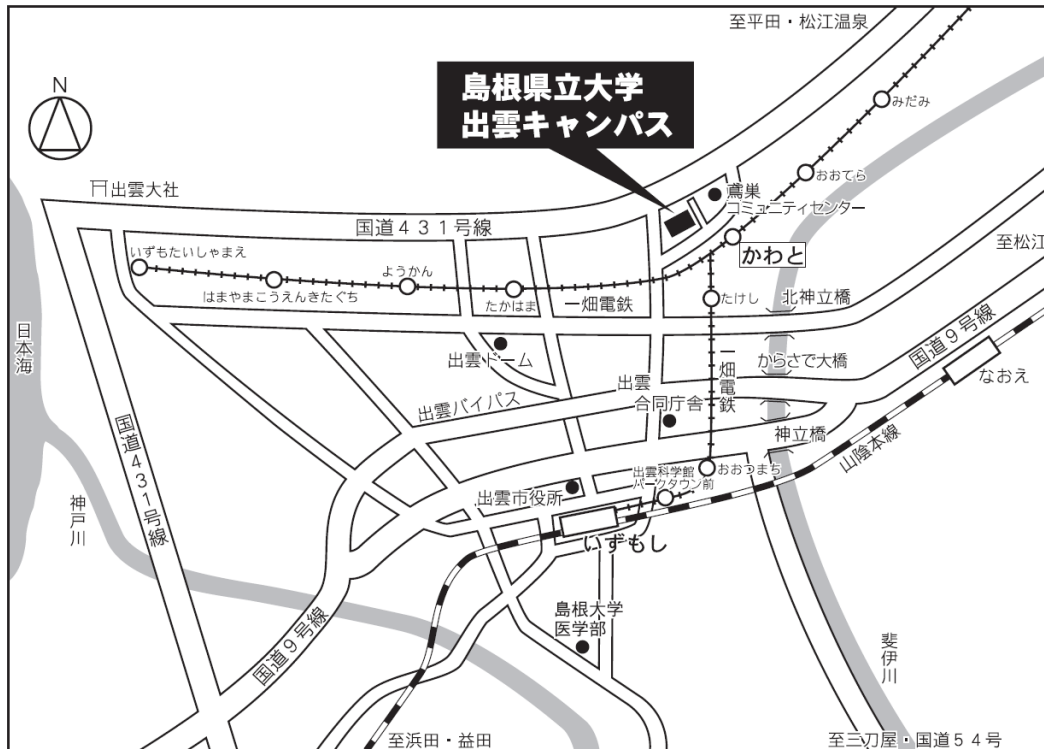 至平田・松江温泉
N
島根県立大学
出雲キャンパス
みだみ
おおてら
出雲大社
鳶巣
コミュニティセンター
国道431号線
いずもたいしゃまえ
かわと
至松江
ようかん
はまやまこうえんきたぐち
たかはま
一畑電鉄
たけし
北神立橋
日本海
出雲ドーム
一畑電鉄
からさで大橋
国道9号線
なおえ
出雲
合同庁舎
出雲バイパス
神立橋
山陰本線
国道431号線
出雲科学館
パークタウン前
おおつまち
出雲市役所
神戸川
いずもし
島根大学
医学部
国道9号線
斐伊川
至浜田・益田
至三刀屋・国道54号